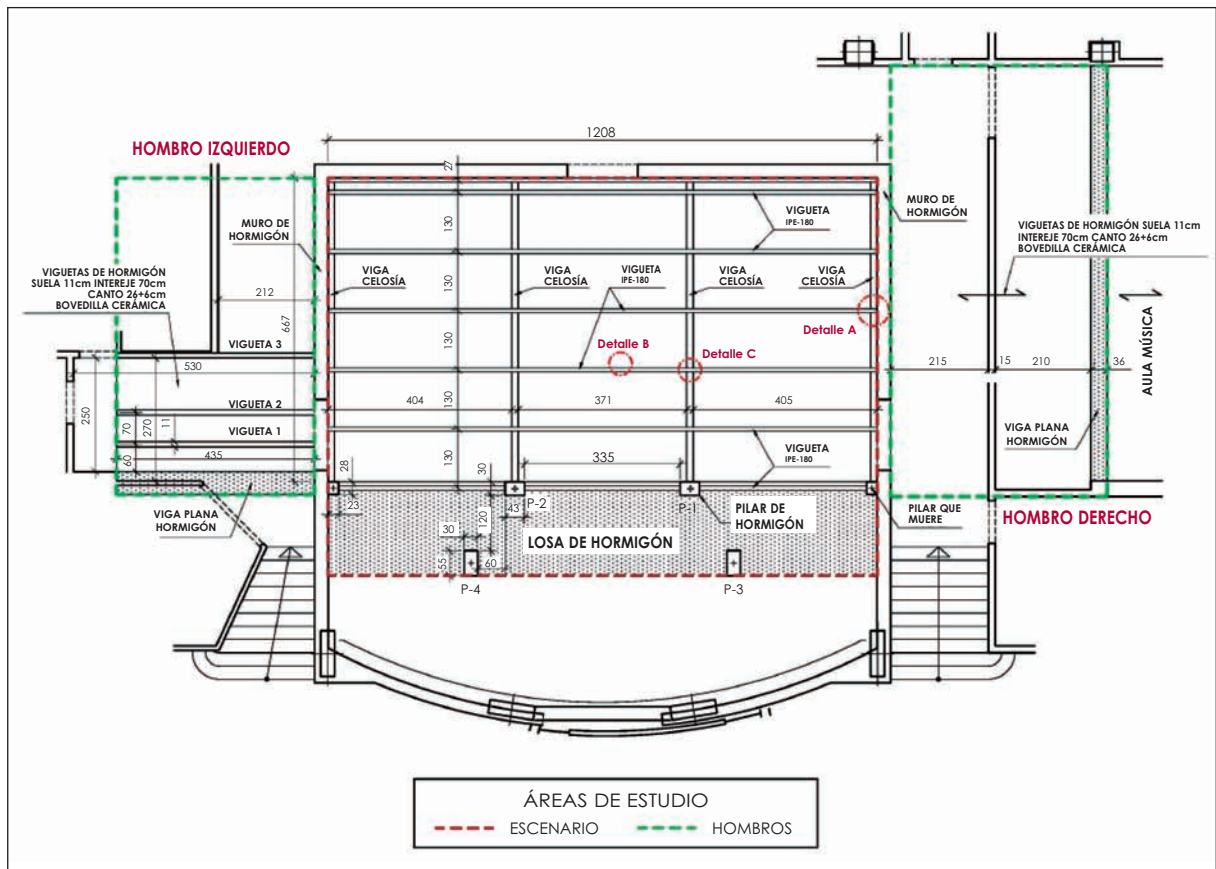 1208
HOMBRO IZQUIERDO
27
MURO DE
HORMIGÓN
VIGUETA
IPE-180
MURO DE
HORMIGÓN
130
130
130
130
130
VIGUETAS DE HORMIGÓN SUELA 11cm
INTEREJE 70cm CANTO 26+6cm
BOVEDILLA CERÁMICA
VIGUETAS DE HORMIGÓN
SUELA 11cm INTEREJE 70cm
CANTO 26+6cm
BOVEDILLA CERÁMICA
212
667
VIGA
CELOSÍA
VIGA
CELOSÍA
VIGUETA
IPE-180
VIGA
CELOSÍA
VIGA
CELOSÍA
Detalle A
AULA MÚSICA
VIGUETA 3
530
Detalle B
Detalle C
215
15
210
36
250
VIGUETA 2
70
270
11
VIGUETA 1
60
435
404
371
405
VIGA PLANA
HORMIGÓN
VIGUETA
IPE-180
335
28
30
23
P-2
P-1
PILAR DE
HORMIGÓN
PILAR QUE
MUERE
HOMBRO DERECHO
VIGA PLANA
HORMIGÓN
43
120
30
LOSA DE HORMIGÓN
55
60
P-4
P-3
ÁREAS DE ESTUDIO
ESCENARIO
HOMBROS